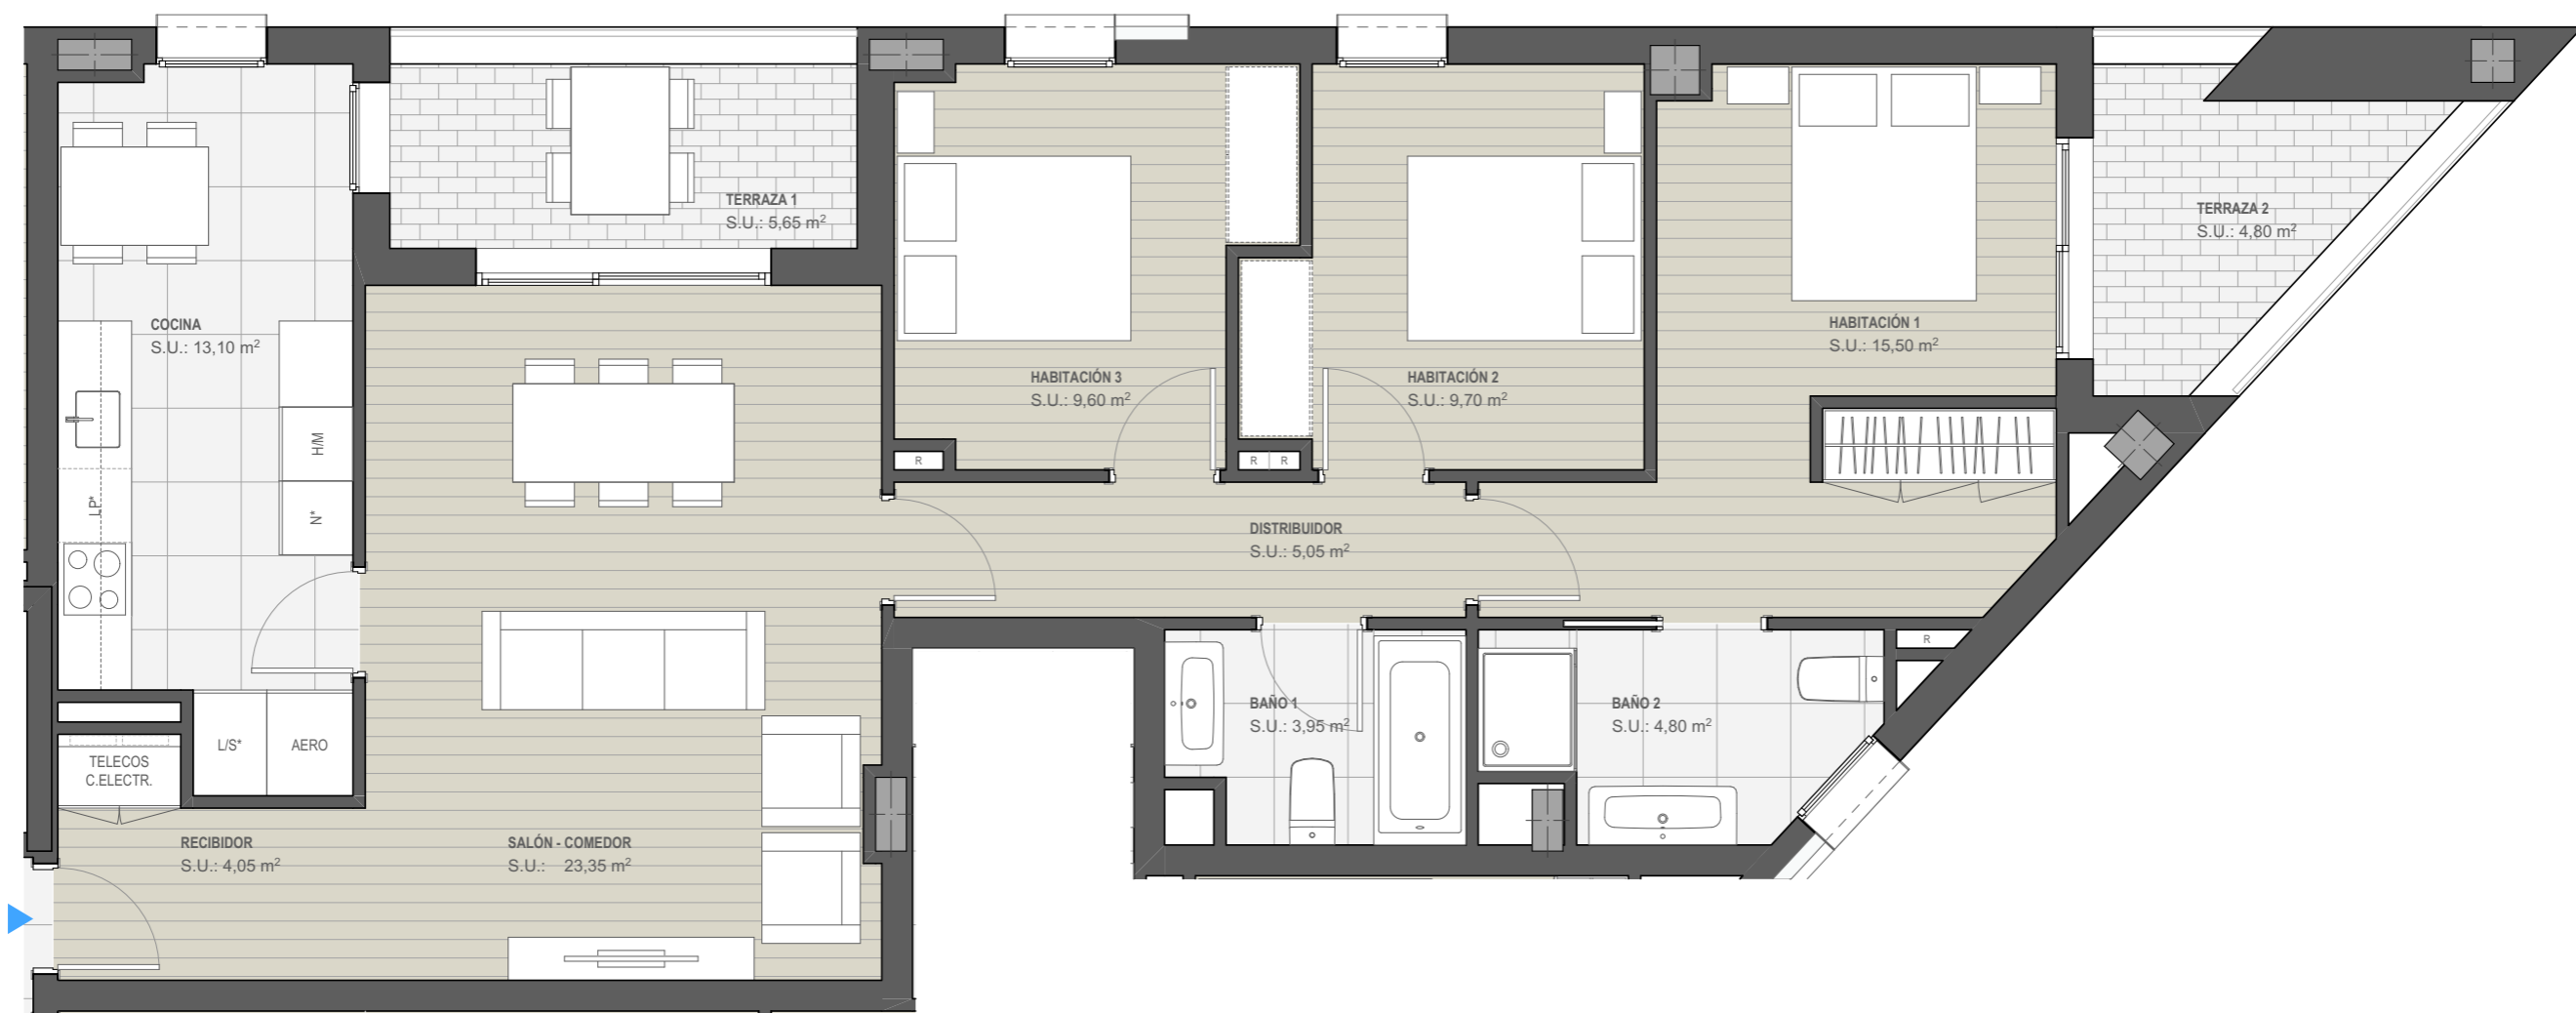 TERRAZA 1
S.U.: 5,65 m²
TERRAZA 2
S.U.: 4,80 m²
COCINA
S.U.: 13,10 m²
HABITACIÓN 1
S.U.: 15,50 m²
HABITACIÓN 3
S.U.: 9,60 m²
HABITACIÓN 2
S.U.: 9,70 m²
H/M
R
R R
LP*
N*
DISTRIBUIDOR
S.U.: 5,05 m²
R
BAÑO 1
S.U.: 3,95 m²
BAÑO 2
S.U.: 4,80 m²
L/S*
AERO
TELECOS
C.ELECTR.
RECIBIDOR
S.U.: 4,05 m²
SALÓN - COMEDOR
S.U.: 23,35 m²